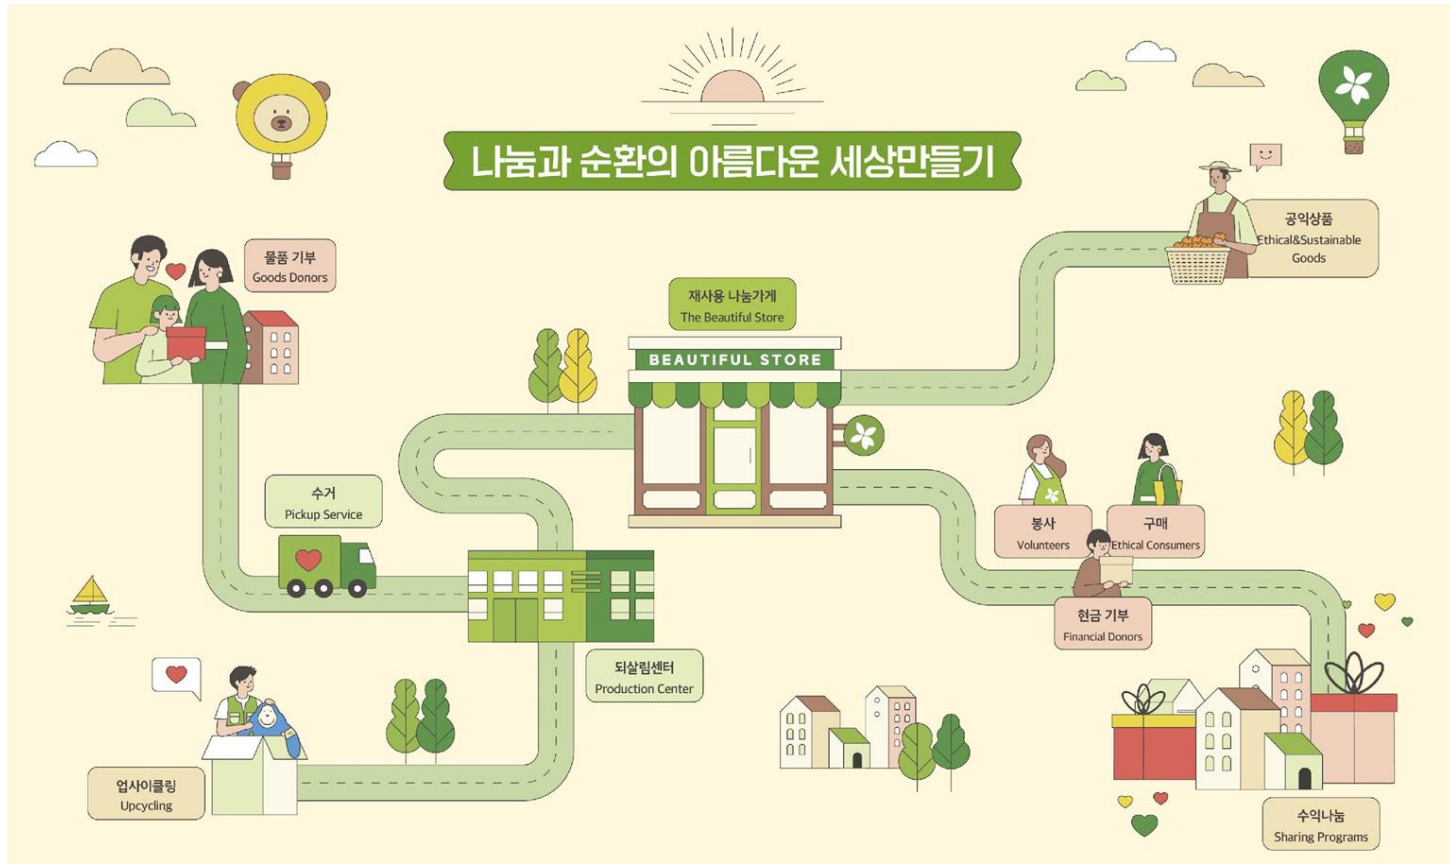 나눔과 순환의 아름다운 세상만들기
공익상품
Ethical&Sustainable
Goods
물품 기부
Goods Donors
재사용 나눔가게
The Beautiful Store
BEAUTIFUL STORE
수거
Pickup Service
봉사
Volunteers
구매
Ethical Consumers
현금 기부
Financial Donors
되살림센터
Production Center
업사이클링
Upcycling
수익나눔
Sharing Programs